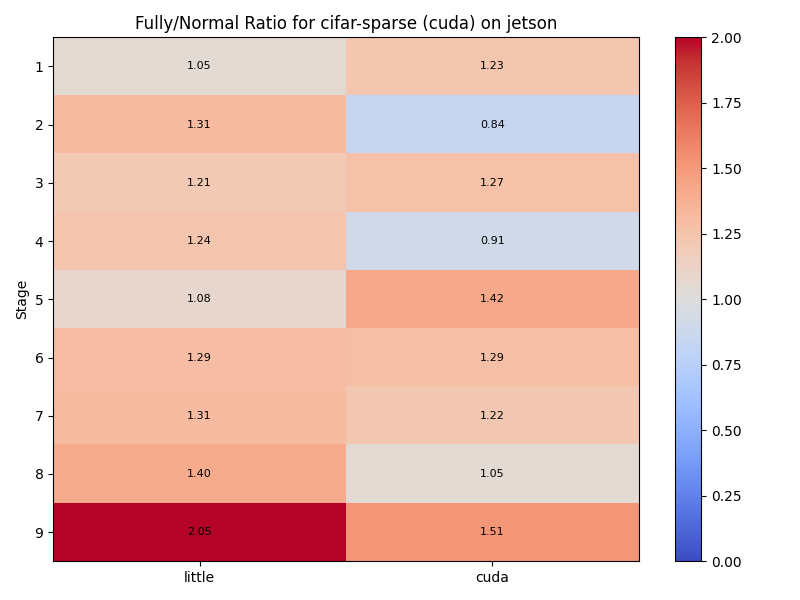 Fully/Normal Ratio for cifar-sparse (cuda) on jetson
Stage
1 1.05 1.23
2 1.31 0.84
3 1.21 1.27
4 1.24 0.91
5 1.08 1.42
6 1.29 1.29
7 1.31 1.22
8 1.40 1.05
9 2.05 1.51
little cuda
2.00
1.75
1.50
1.25
1.00
0.75
0.50
0.25
0.00